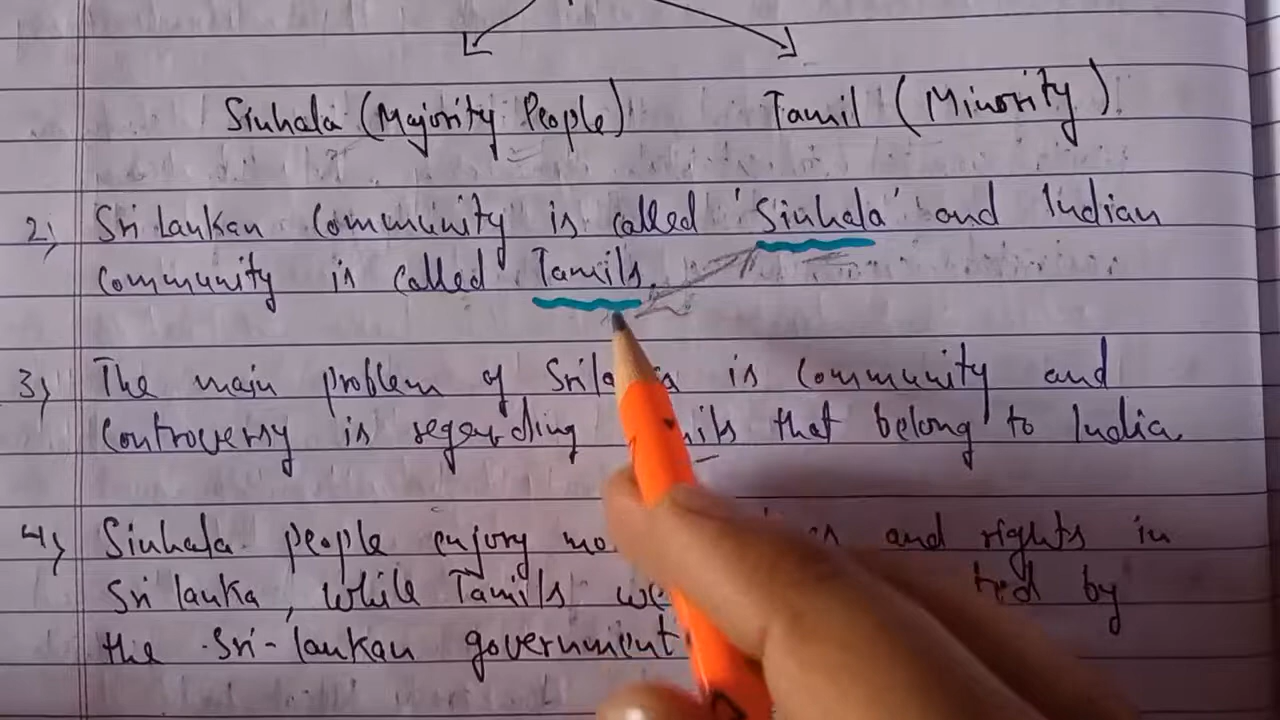 Sinhala (Majority People) Tamil (Minority)
2) Sri Lankan Community is called 'Sinhala' and Indian
community is called Tamils.
3) The main problem of is community and
controversy is regarding that belong to India.
4) Sinhala people enjory and rights in
Sri lanka, while Tamils by
the Sri-lankan government